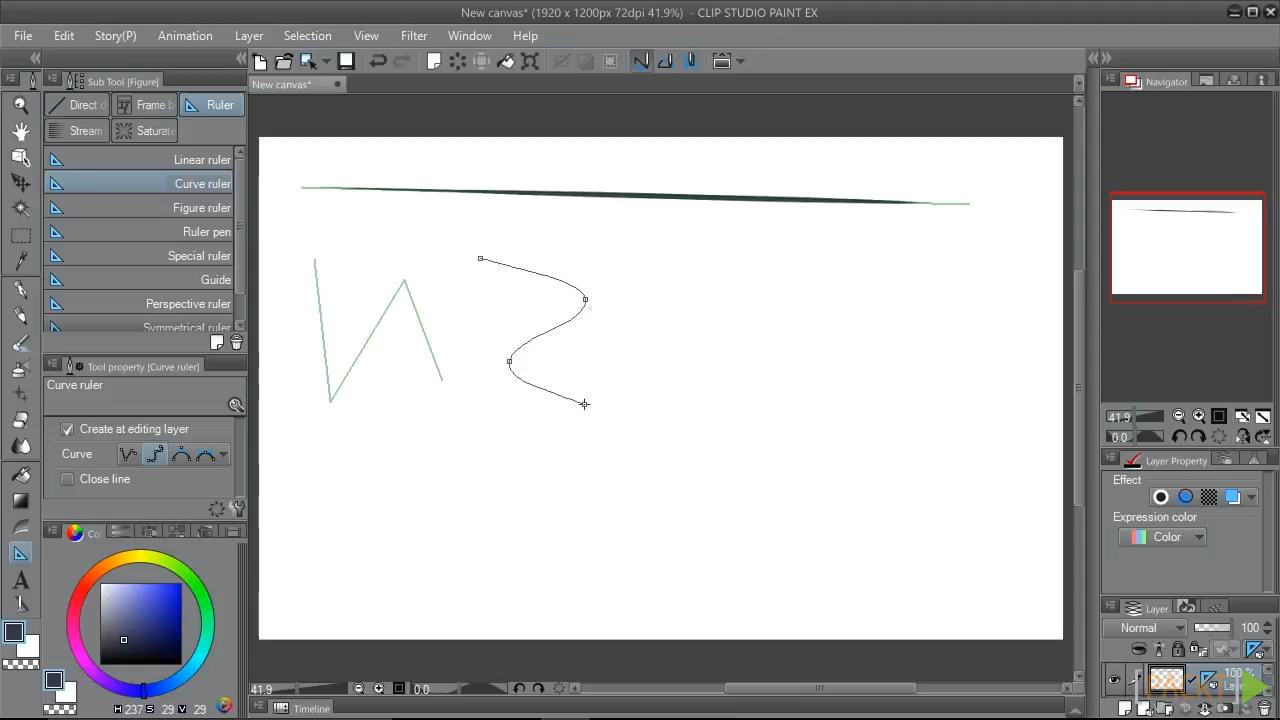 New canvas* (1920 x 1200px 72dpi 41.9%)  - CLIP STUDIO PAINT EX
File Edit Story(P) Animation Layer Selection View Filter Window Help
Sub Tool [Figure]
New canvas*
Navigator
Direct Frame b Ruler
Stream Saturate
Linear ruler
Curve ruler
Figure ruler
Ruler pen
Special ruler
Guide
Perspective ruler
Symmetrical ruler
Tool property [Curve ruler]
Curve ruler
Create at editing layer
Curve
Close line
41.9
0.0
Layer Property
Effect
Expression color
Color
Co
Layer
Normal 100
100 %
Laye
41.9 0.0
H 237 S 29 V 29
Timeline